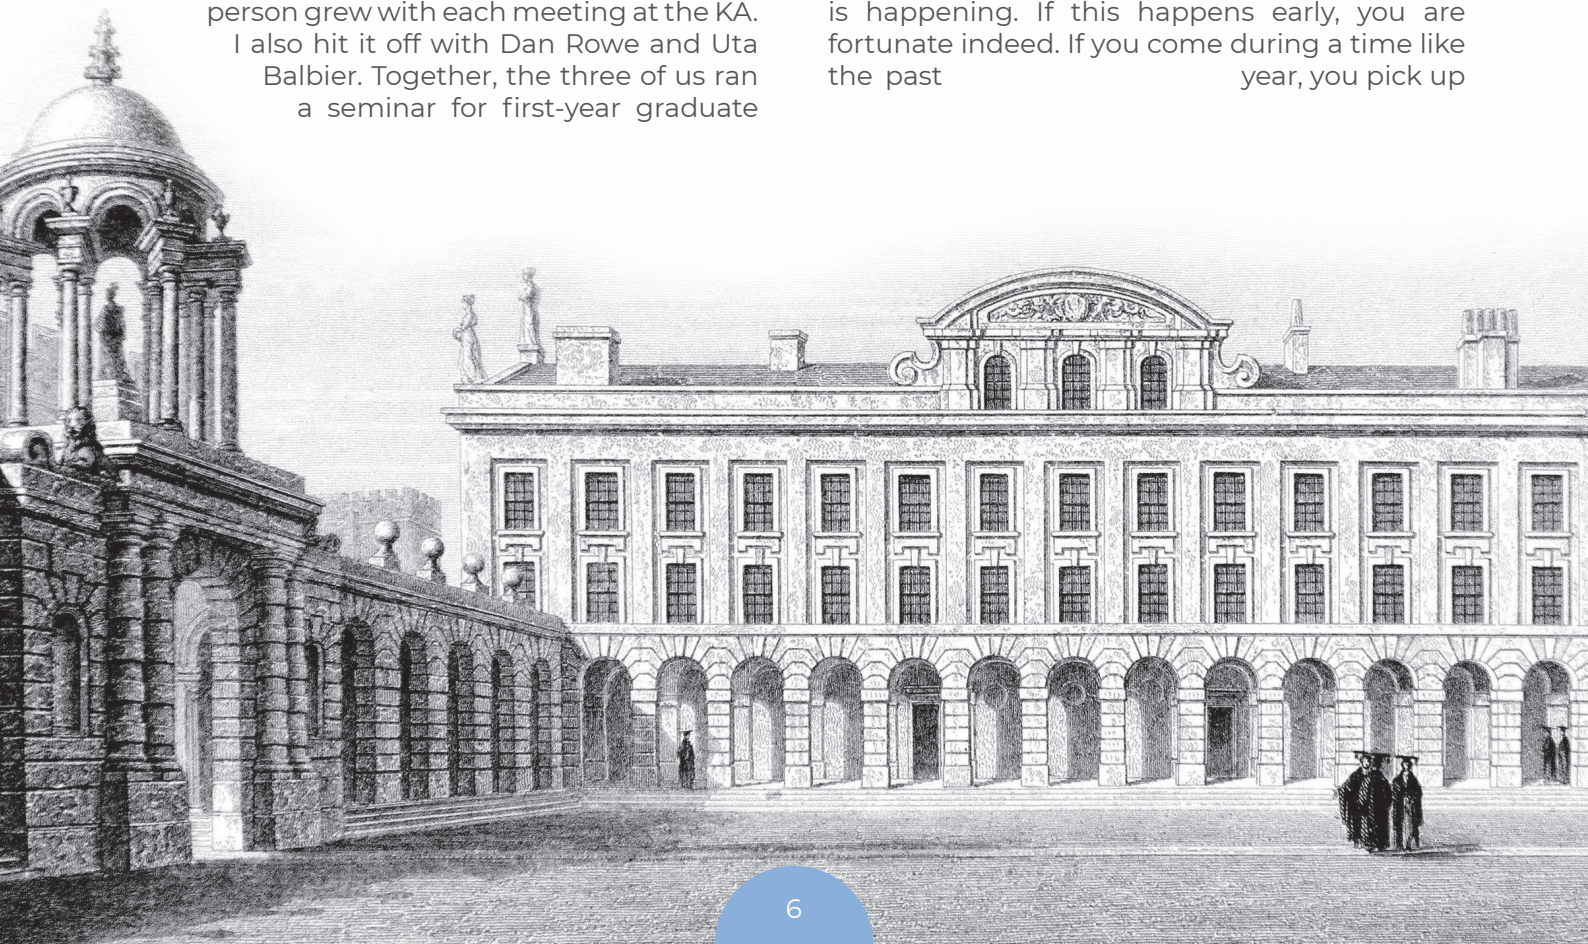 person grew with each meeting at the KA.
I also hit it off with Dan Rowe and Uta
Balbier. Together, the three of us ran
a seminar for first-year graduate
is happening. If this happens early, you are
fortunate indeed. If you come during a time like
the past year, you pick up
6